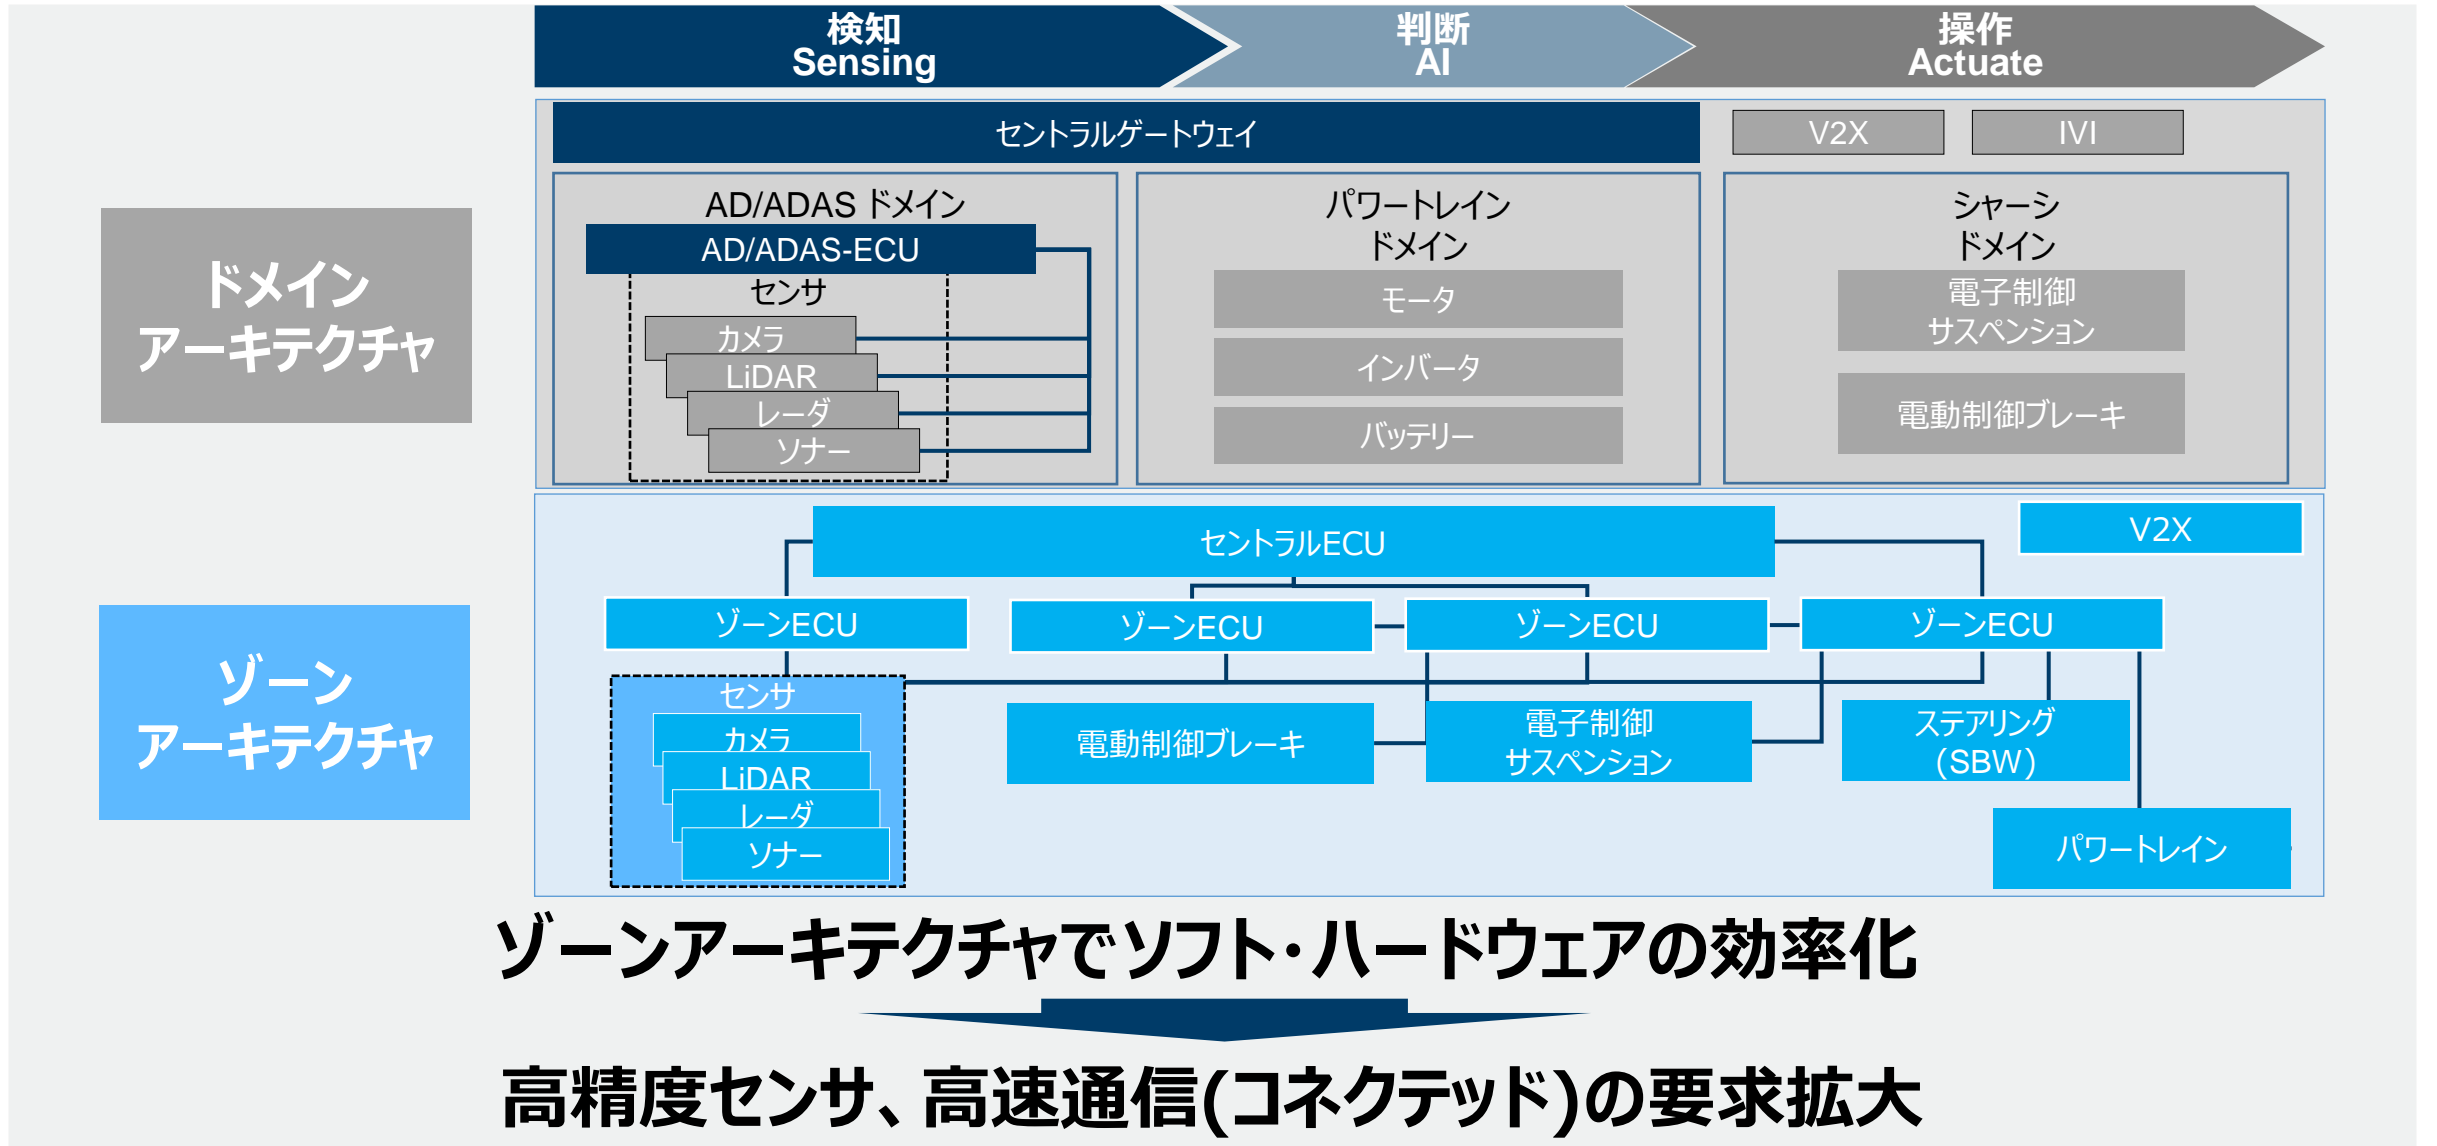 検知
Sensing
判断
AI
操作
Actuate
ドメイン
アーキテクチャ
セントラルゲートウェイ
V2X
IVI
AD/ADAS ドメイン
AD/ADAS-ECU
センサ
カメラ
LiDAR
レーダ
ソナー
パワートレイン
ドメイン
モータ
インバータ
バッテリー
シャーシ
ドメイン
電子制御
サスペンション
電動制御ブレーキ
ゾーン
アーキテクチャ
セントラルECU
V2X
ゾーンECU
ゾーンECU
ゾーンECU
ゾーンECU
センサ
カメラ
LiDAR
レーダ
ソナー
電動制御ブレーキ
電子制御
サスペンション
ステアリング
(SBW)
パワートレイン
ゾーンアーキテクチャでソフト・ハードウェアの効率化
高精度センサ、高速通信(コネクテッド)の要求拡大